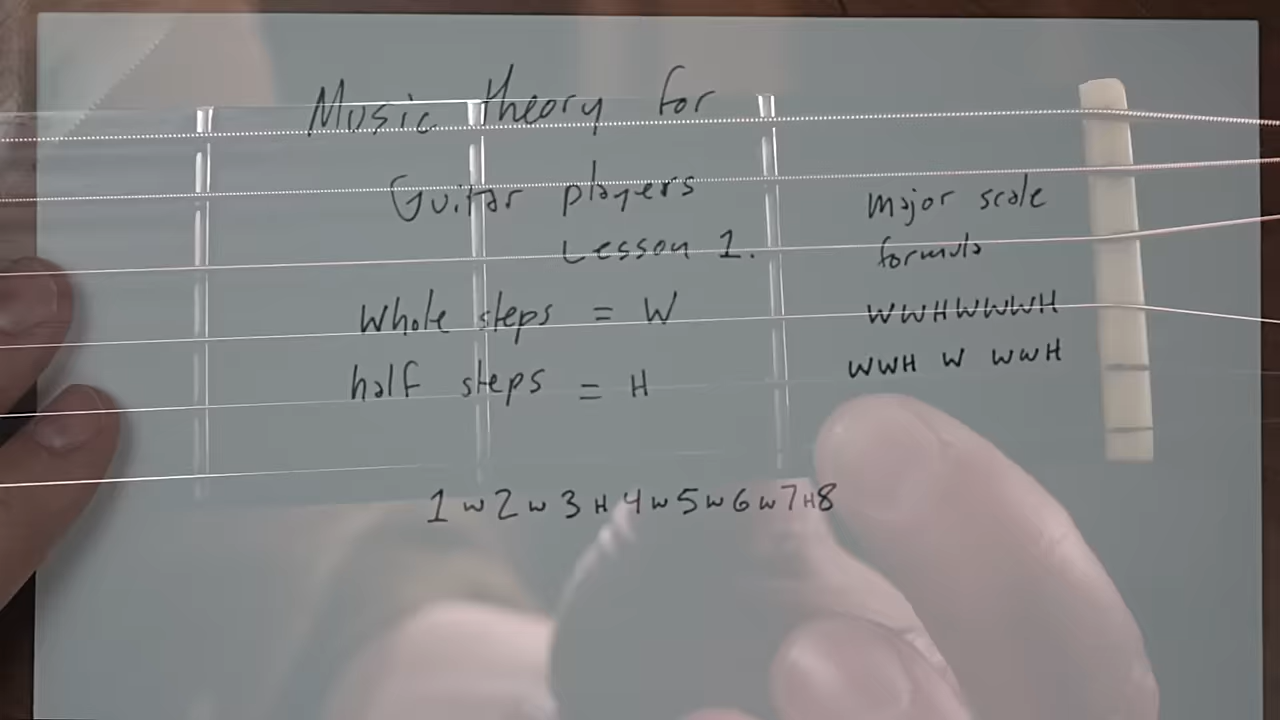 Music theory for
Guitar players
Lesson 1.
Whole steps = W
half steps = H
major scale
formula
WWHWWWH
WWH W WWH
1 W 2 W 3 H 4 W 5 W 6 W 7 H 8